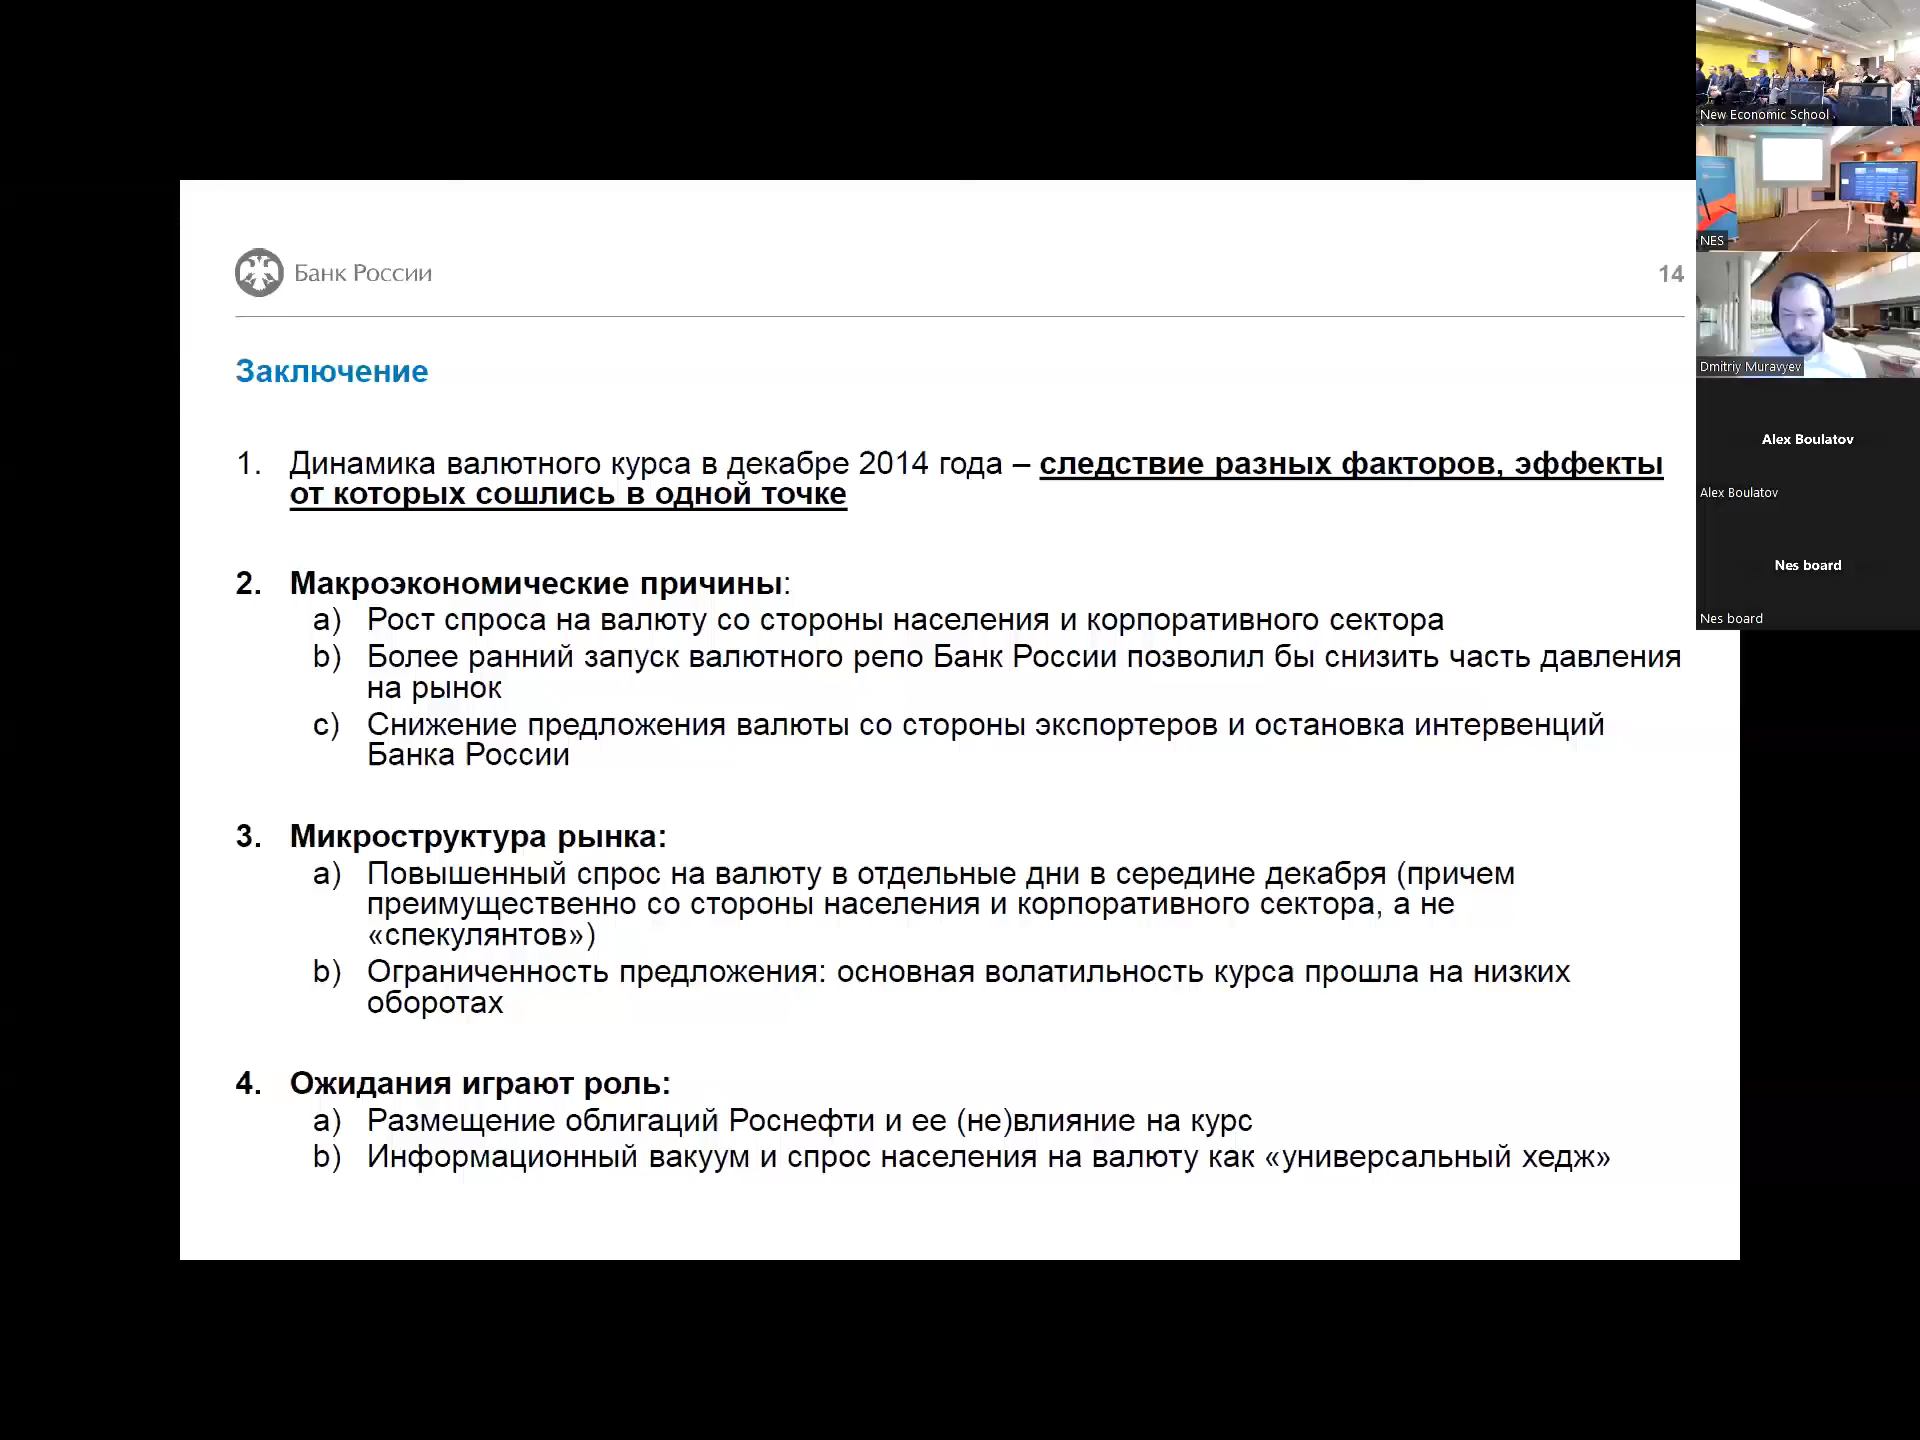 New Economic School
NES
Dmitriy Muravyev
Alex Boulatov
Alex Boulatov
Nes board
Nes board
Банк России
14
Заключение
1. Динамика валютного курса в декабре 2014 года – следствие разных факторов, эффекты
от которых сошлись в одной точке
2. Макроэкономические причины:
a) Рост спроса на валюту со стороны населения и корпоративного сектора
b) Более ранний запуск валютного репо Банк России позволил бы снизить часть давления
на рынок
c) Снижение предложения валюты со стороны экспортеров и остановка интервенций
Банка России
3. Микроструктура рынка:
a) Повышенный спрос на валюту в отдельные дни в середине декабря (причем
преимущественно со стороны населения и корпоративного сектора, а не
«спекулянтов»)
b) Ограниченность предложения: основная волатильность курса прошла на низких
оборотах
4. Ожидания играют роль:
a) Размещение облигаций Роснефти и ее (не)влияние на курс
b) Информационный вакуум и спрос населения на валюту как «универсальный хедж»